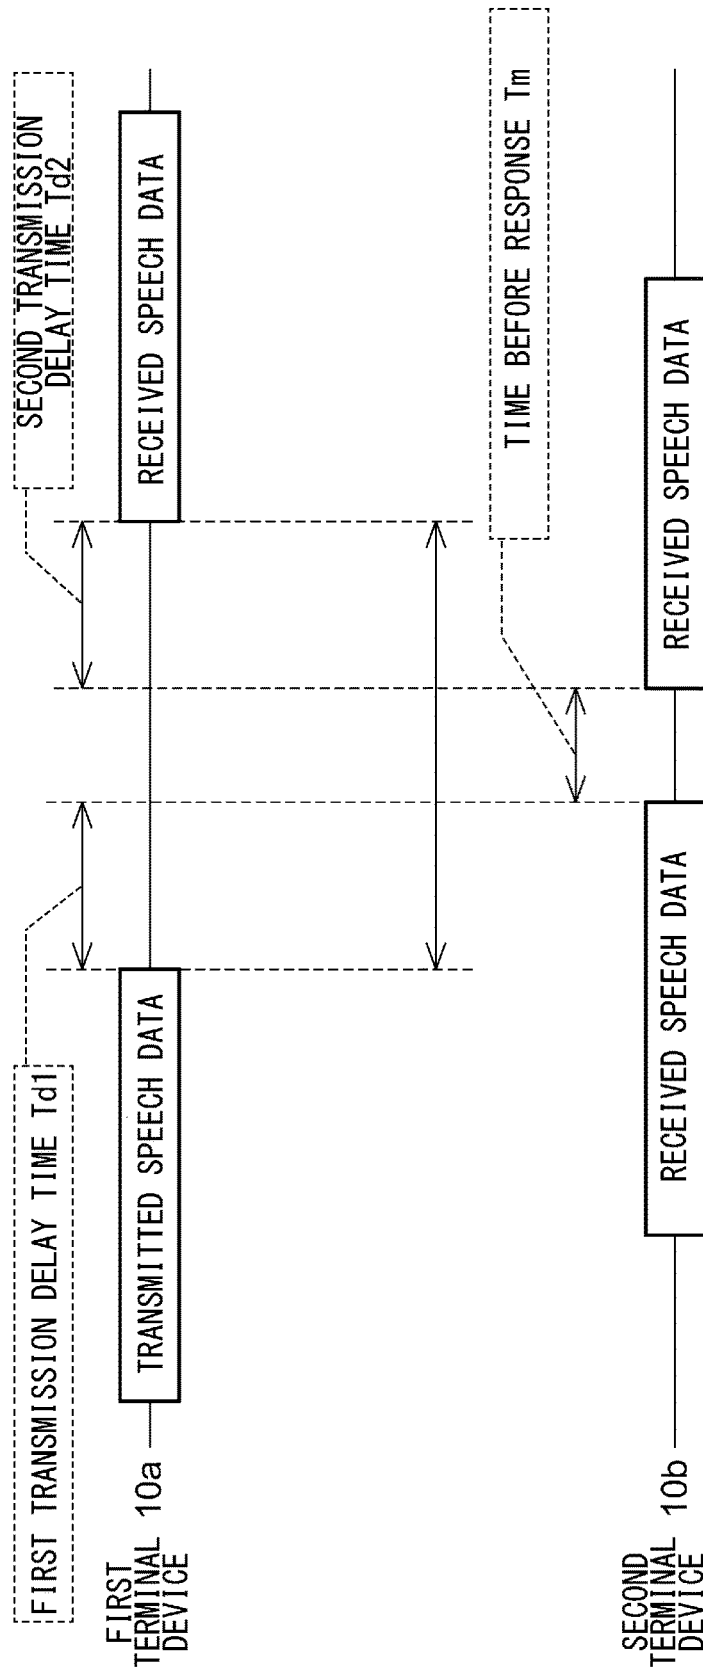 FIRST TRANSMISSION DELAY TIME Td1
SECOND TRANSMISSION
DELAY TIME Td2
FIRST
TERMINAL 10a
DEVICE
TRANSMITTED SPEECH DATA
RECEIVED SPEECH DATA
TIME BEFORE RESPONSE Tm
SECOND
TERMINAL 10b
DEVICE
RECEIVED SPEECH DATA
RECEIVED SPEECH DATA